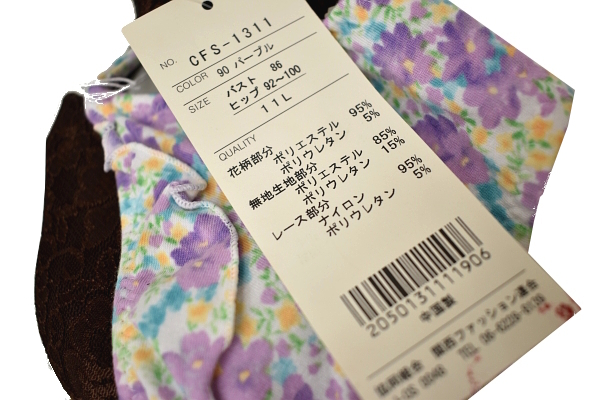 NO. CFS-1311
COLOR 90 パープル
SIZE バスト 86
ヒップ 92~100
11L
QUALITY
花柄部分 ポリエステル 95%
ポリウレタン 5%
無地生地部分
ポリエステル 85%
ポリウレタン 15%
レース部分
ナイロン 95%
ポリウレタン 5%
2050131111906
中国製
関西ファッション連合
TEL 06-6228-